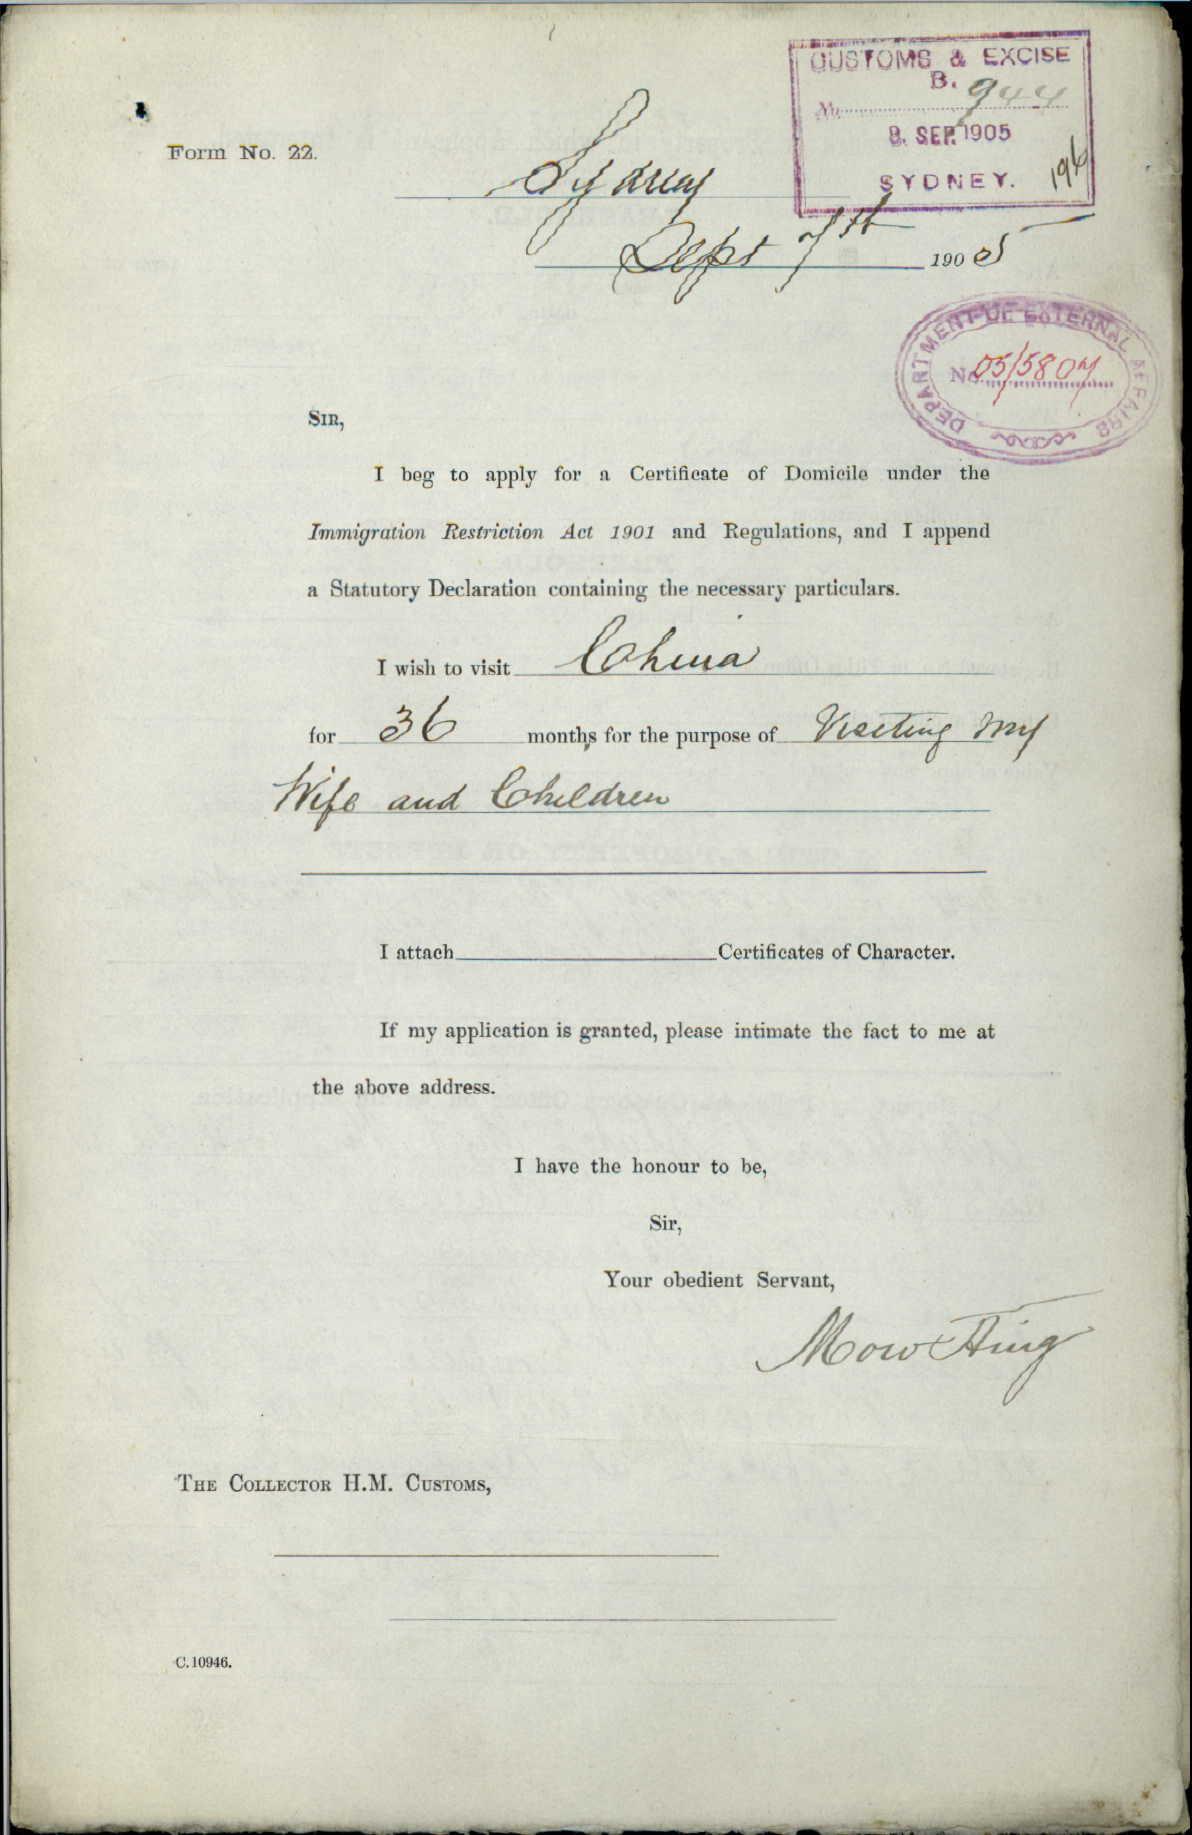 CUSTOMS & EXCISE
B.
No. 944
8. SEP. 1905
SYDNEY.
196
Form No. 22.
Sydney
Sept 7th 1905
DEPARTMENT OF EXTERNAL AFFAIRS
No. 05/5807
SIR,
I beg to apply for a Certificate of Domicile under the
Immigration Restriction Act 1901 and Regulations, and I append
a Statutory Declaration containing the necessary particulars.
I wish to visit China
for 36 months for the purpose of Visiting my
Wife and Children
I attach Certificates of Character.
If my application is granted, please intimate the fact to me at
the above address.
I have the honour to be,
Sir,
Your obedient Servant,
Mow Hing
THE COLLECTOR H.M. CUSTOMS,
C.10946.